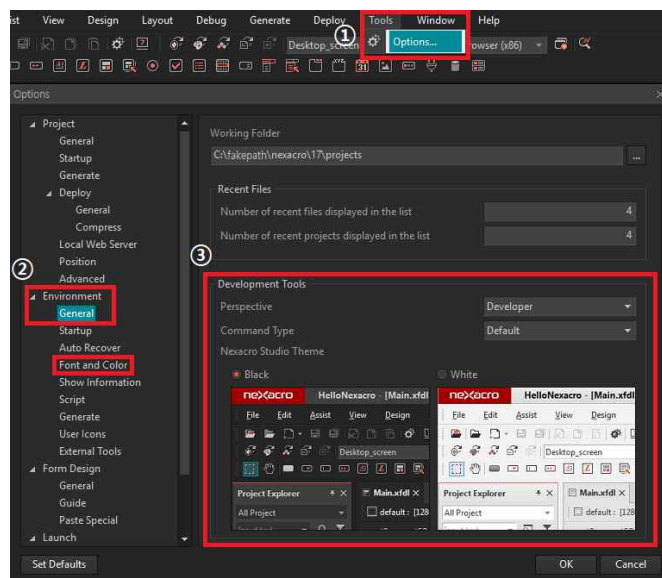 ist View Design Layout Debug Generate Deploy Tools Window Help
①
Options...
Desktop_screen
rowser (x86)
Options
Project
General
Startup
Generate
Deploy
General
Compress
Local Web Server
Position
Advanced
②
Environment
General
Startup
Auto Recover
Font and Color
Show Information
Script
Generate
User Icons
External Tools
Form Design
General
Guide
Paste Special
Launch
Working Folder
C:\fakepath\nexacro\17\projects
...
Recent Files
Number of recent files displayed in the list 4
Number of recent projects displayed in the list 4
③
Development Tools
Perspective Developer
Command Type Default
Nexacro Studio Theme
Black
nexacro HelloNexacro - [Main.xfdl
File Edit Assist View Design
Desktop_screen
Project Explorer Main.xfdl
All Project default : [128
White
nexacro HelloNexacro - [Main.xfdl
File Edit Assist View Design
Desktop_screen
Project Explorer Main.xfdl
All Project default : [128
Set Defaults OK Cancel